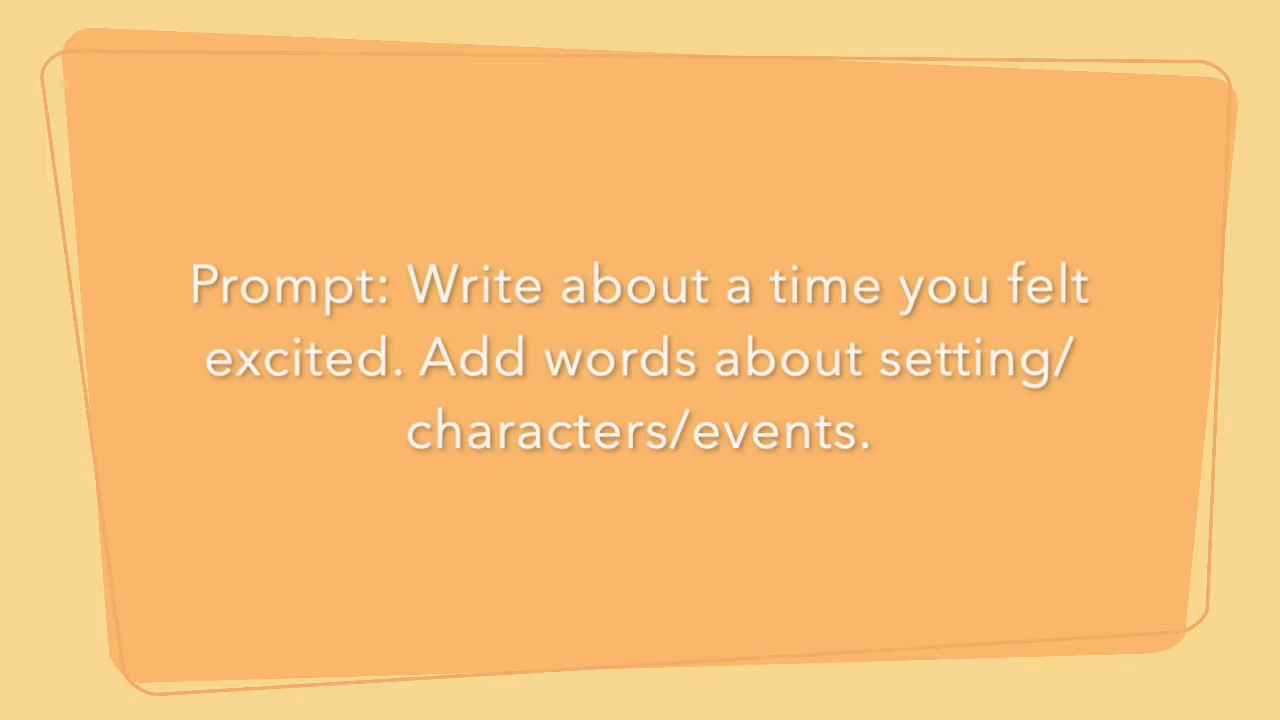 Prompt: Write about a time you felt
excited. Add words about setting/
characters/events.